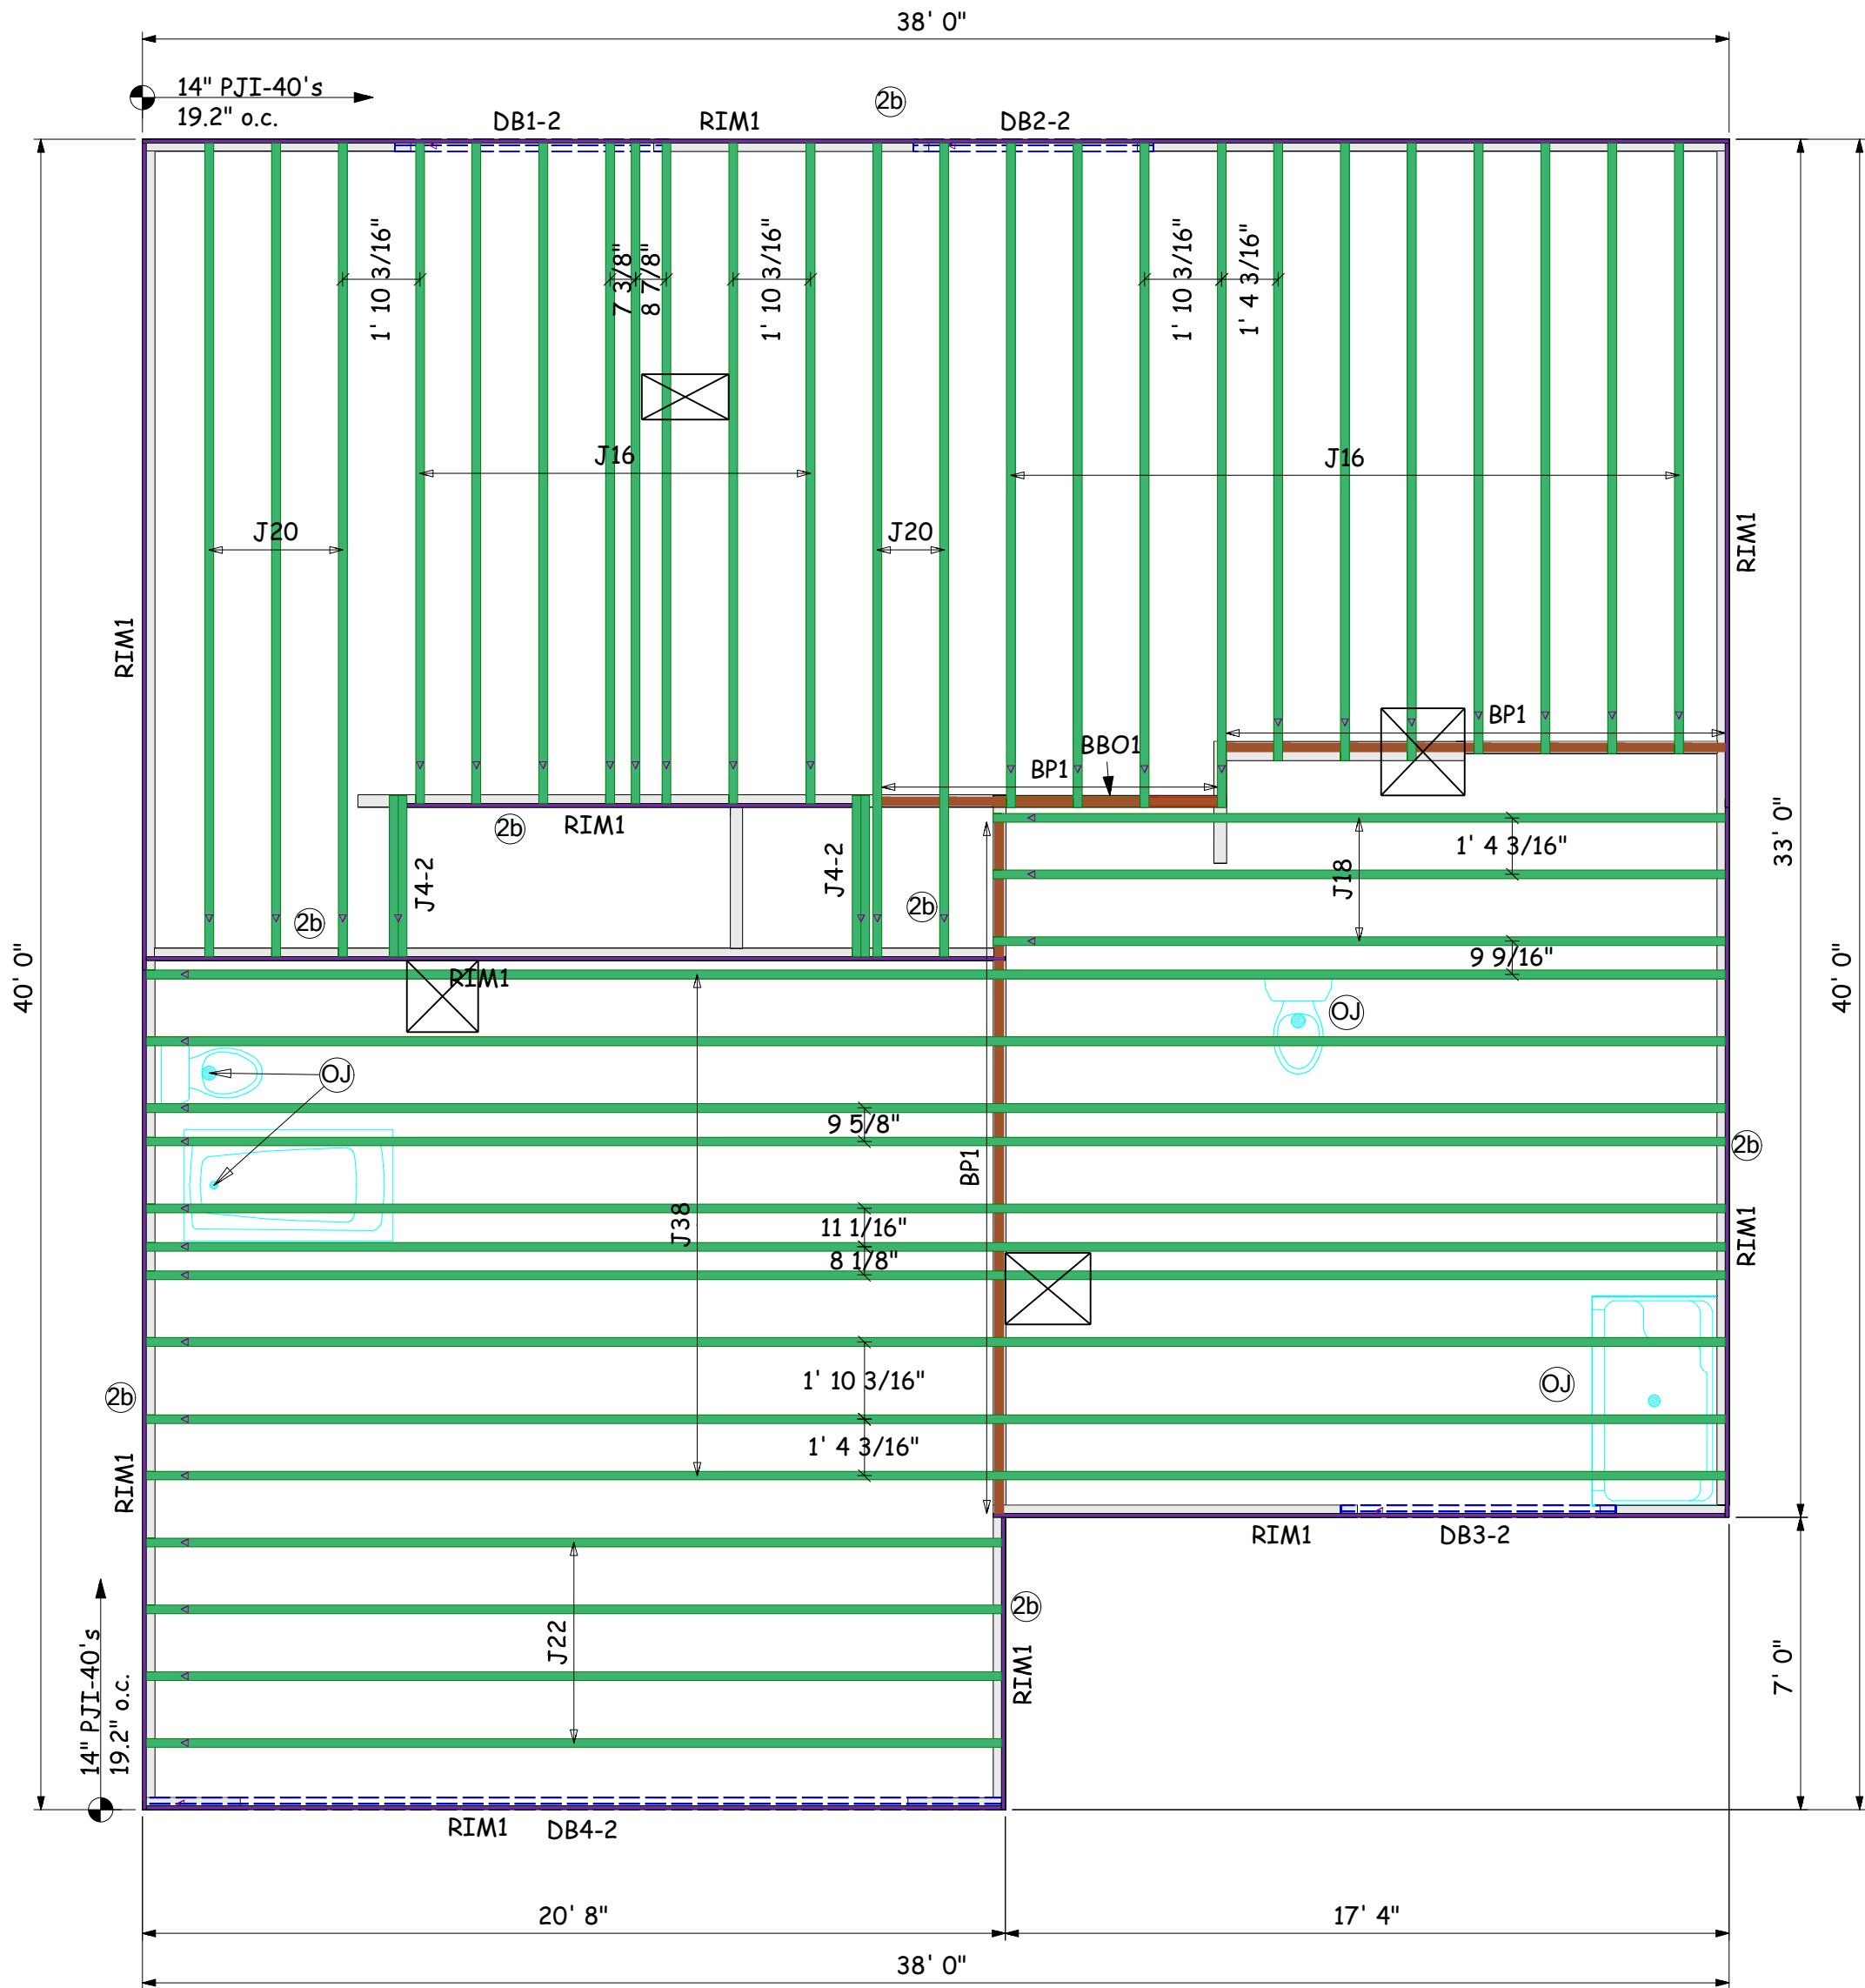 38' 0"
14" PJI-40's
19.2" o.c.
2b
DB1-2
RIM1
DB2-2
1' 10 3/16"
7 3/8"
8 7/8"
1' 10 3/16"
1' 10 3/16"
1' 4 3/16"
J16
J16
J20
J20
RIM1
RIM1
BP1
BBO1
BP1
2b
RIM1
1' 4 3/16"
J18
33' 0"
J4-2
J4-2
2b
2b
9 9/16"
RIM1
40' 0"
40' 0"
OJ
OJ
9 5/8"
2b
BP1
J38
11 1/16"
8 1/8"
RIM1
1' 10 3/16"
OJ
2b
1' 4 3/16"
RIM1
RIM1
DB3-2
2b
J22
RIM1
7' 0"
14" PJI-40's
19.2" o.c.
RIM1
DB4-2
20' 8"
17' 4"
38' 0"